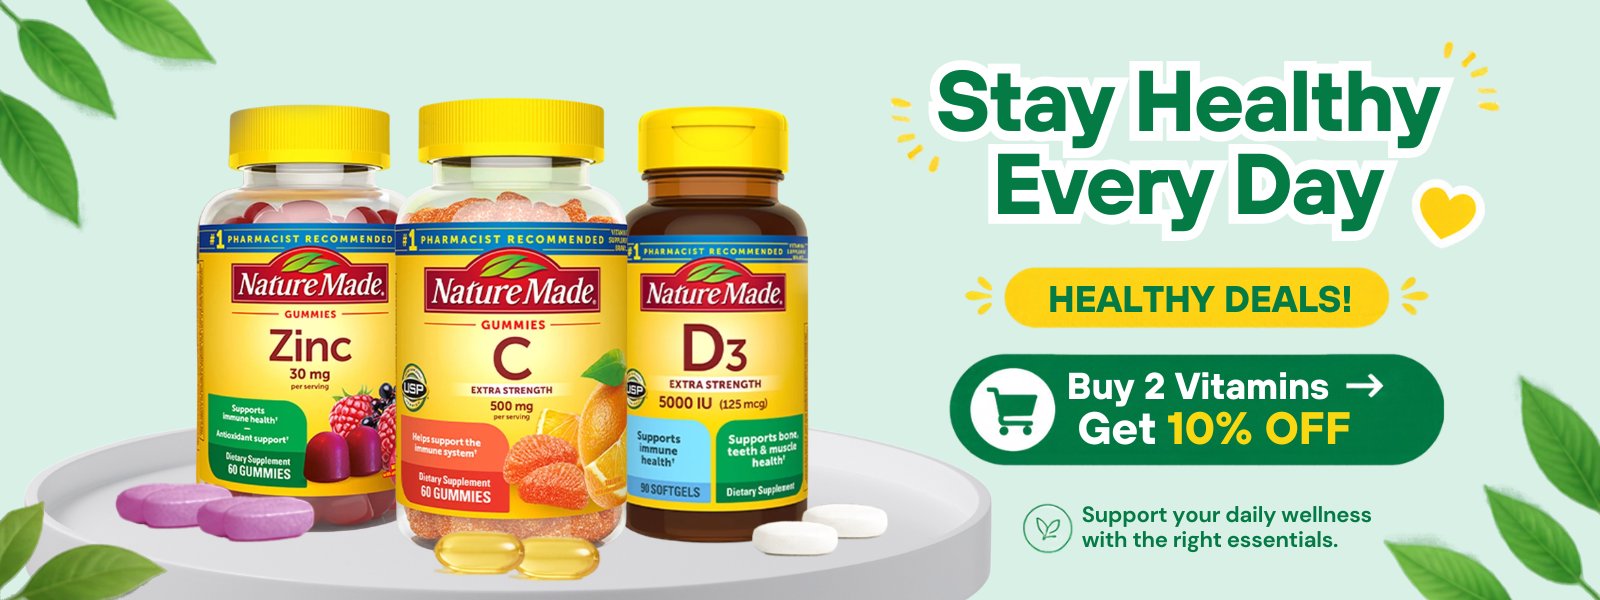 #1 PHARMACIST RECOMMENDED
Nature Made®
GUMMIES
Zinc
30 mg
per serving
Supports
immune health†
Antioxidant support†
Dietary Supplement
60 GUMMIES
#1 PHARMACIST RECOMMENDED
Nature Made®
GUMMIES
C
EXTRA STRENGTH
500 mg
per serving
USP
Helps support the
immune system†
Dietary Supplement
60 GUMMIES
#1 PHARMACIST RECOMMENDED
Nature Made®
D3
EXTRA STRENGTH
5000 IU (125 mcg)
USP
Supports
immune
health†
90 SOFTGELS
Supports bone,
teeth & muscle
health†
Dietary Supplement
Stay Healthy
Every Day
HEALTHY DEALS!
Buy 2 Vitamins →
Get 10% OFF
Support your daily wellness
with the right essentials.